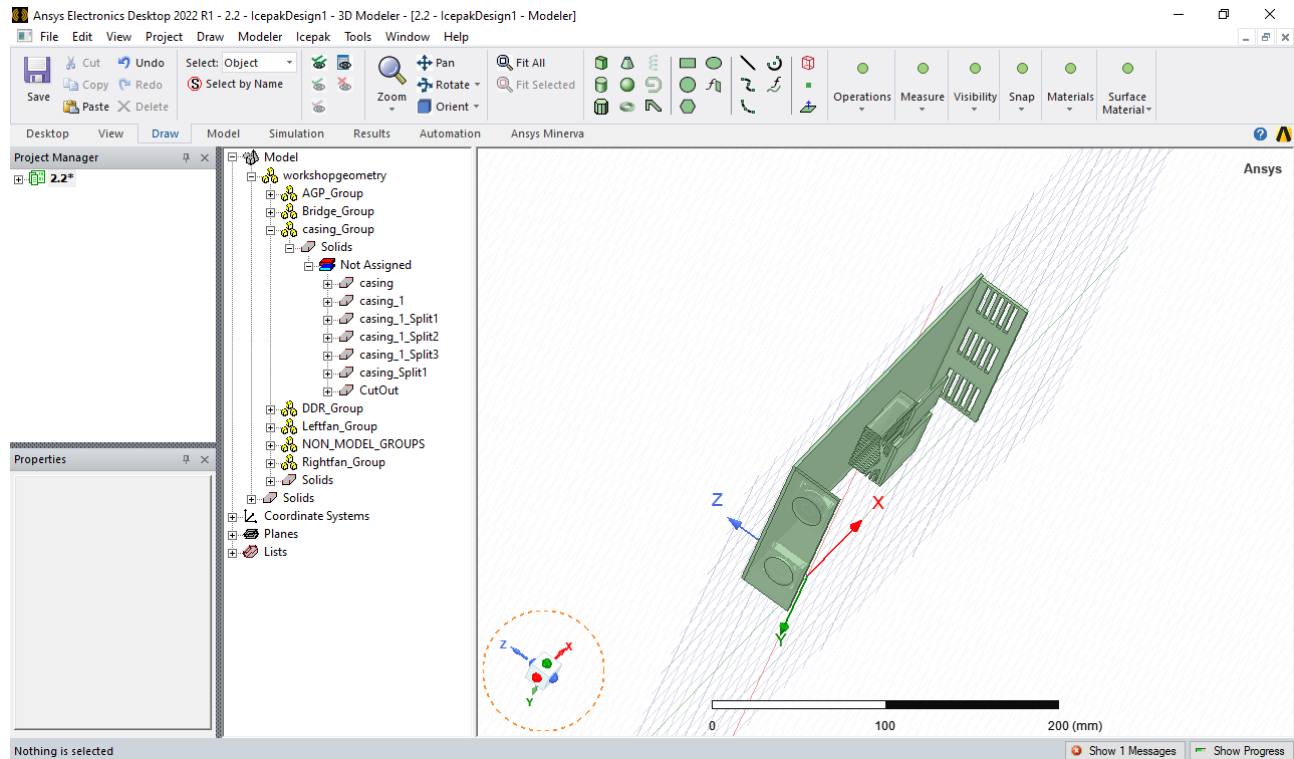 Ansys Electronics Desktop 2022 R1 - 2.2 - IcepakDesign1 - 3D Modeler - [2.2 - IcepakDesign1 - Modeler]
File Edit View Project Draw Modeler Icepak Tools Window Help
Save
Cut Undo
Copy Redo
Paste Delete
Select: Object
Select by Name
Zoom
Pan
Rotate
Orient
Fit All
Fit Selected
Operations Measure Visibility Snap Materials Surface
Material
Desktop View Draw Model Simulation Results Automation Ansys Minerva
Project Manager
2.2*
Properties
Model
workshopgeometry
AGP_Group
Bridge_Group
casing_Group
Solids
Not Assigned
casing
casing_1
casing_1_Split1
casing_1_Split2
casing_1_Split3
casing_Split1
CutOut
DDR_Group
Leftfan_Group
NON_MODEL_GROUPS
Rightfan_Group
Solids
Solids
Coordinate Systems
Planes
Lists
Ansys
Z
X
Y
Z
X
Y
0 100 200 (mm)
Nothing is selected
Show 1 Messages Show Progress